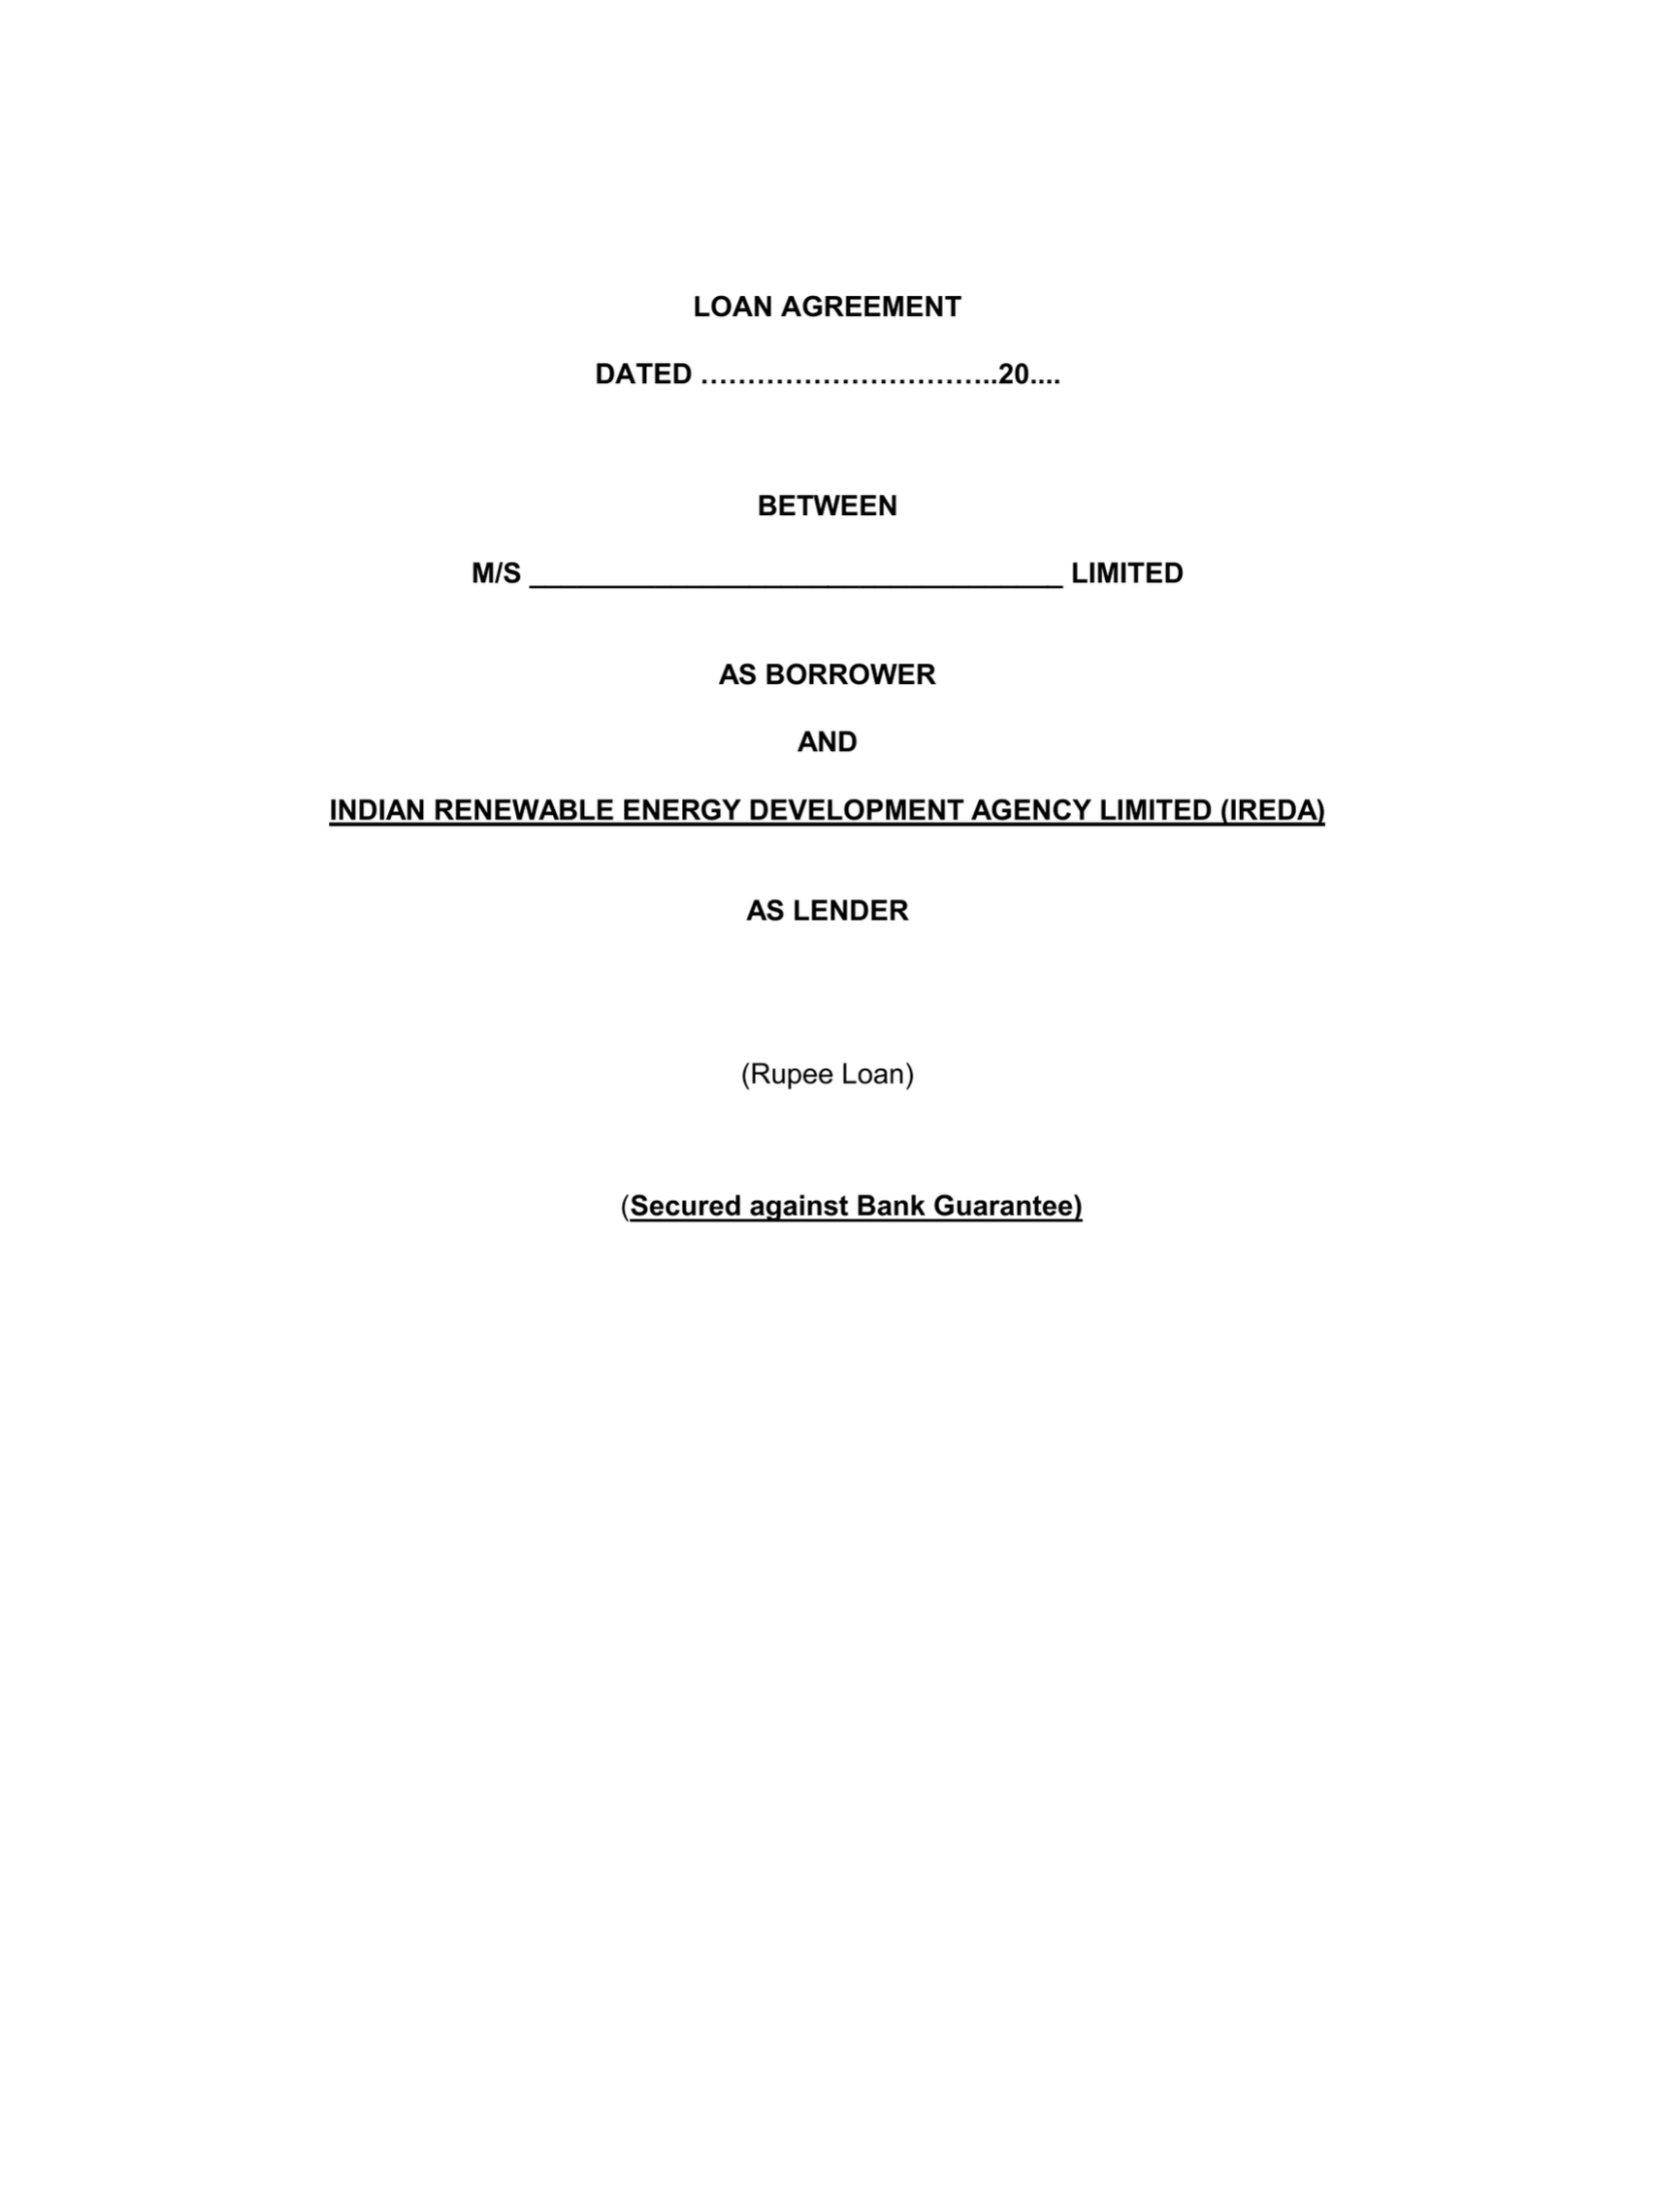 LOAN AGREEMENT
DATED …………………………..20....
BETWEEN
M/S __________________________________ LIMITED
AS BORROWER
AND
INDIAN RENEWABLE ENERGY DEVELOPMENT AGENCY LIMITED (IREDA)
AS LENDER
(Rupee Loan)
(Secured against Bank Guarantee)